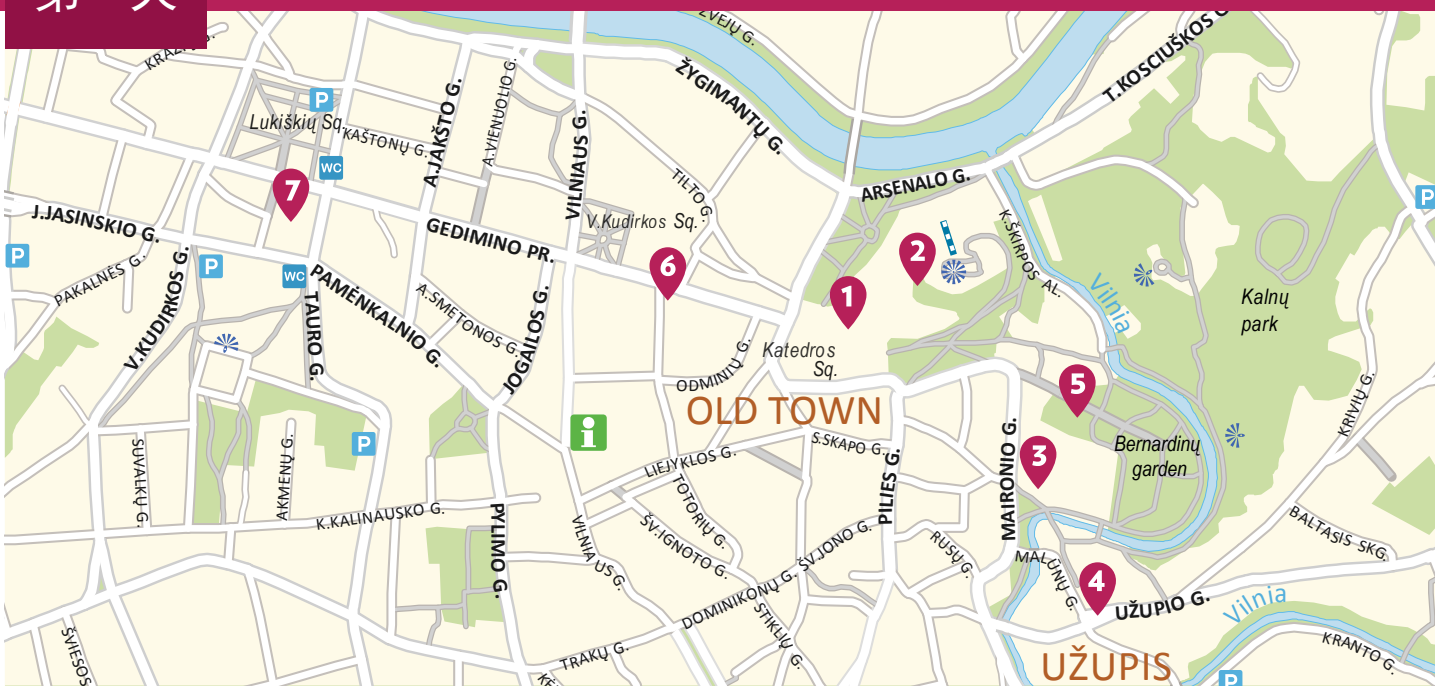 第 天
ŽVEJŲ G.
T.KOSCIUŠKOS G
KRAŽIŲ G.
P
Lukiškių Sq.
KAŠTONŲ G.
WC
A.JAKŠTO G.
A.VIENUOLIO G.
VILNIAUS G.
ŽYGIMANTŲ G.
TILTO G.
ARSENALO G.
K.ŠKIRPOS AL.
P
7
J.JASINSKIO G.
GEDIMINO PR.
V.Kudirkos Sq.
6
1
2
Vilnia
Kalnų
park
P
PAKALNĖS G.
V.KUDIRKOS G.
P
WC
PAMĖNKALNIO G.
TAURO G.
A.SMETONOS G.
JOGAILOS G.
ODMINIŲ G.
Katedros
Sq.
OLD TOWN
5
KRIVIŲ G.
SUVALKŲ G.
AKMENŲ G.
P
i
LIEJYKLOS G.
S.SKAPO G.
PILIES G.
MAIRONIO G.
3
Bernardinų
garden
K.KALINAUSKO G.
PYLIMO G.
VILNIAUS G.
TOTORIŲ G.
ŠV.IGNOTO G.
DOMINIKONŲ G.
ŠV.JONO G.
RUSŲ G.
MALŪNŲ G.
4
BALTASIS SKG.
UŽUPIO G.
Vilnia
ŠVIESOS
TRAKŲ G.
STIKLIŲ G.
UŽUPIS
KRANTO G.
P